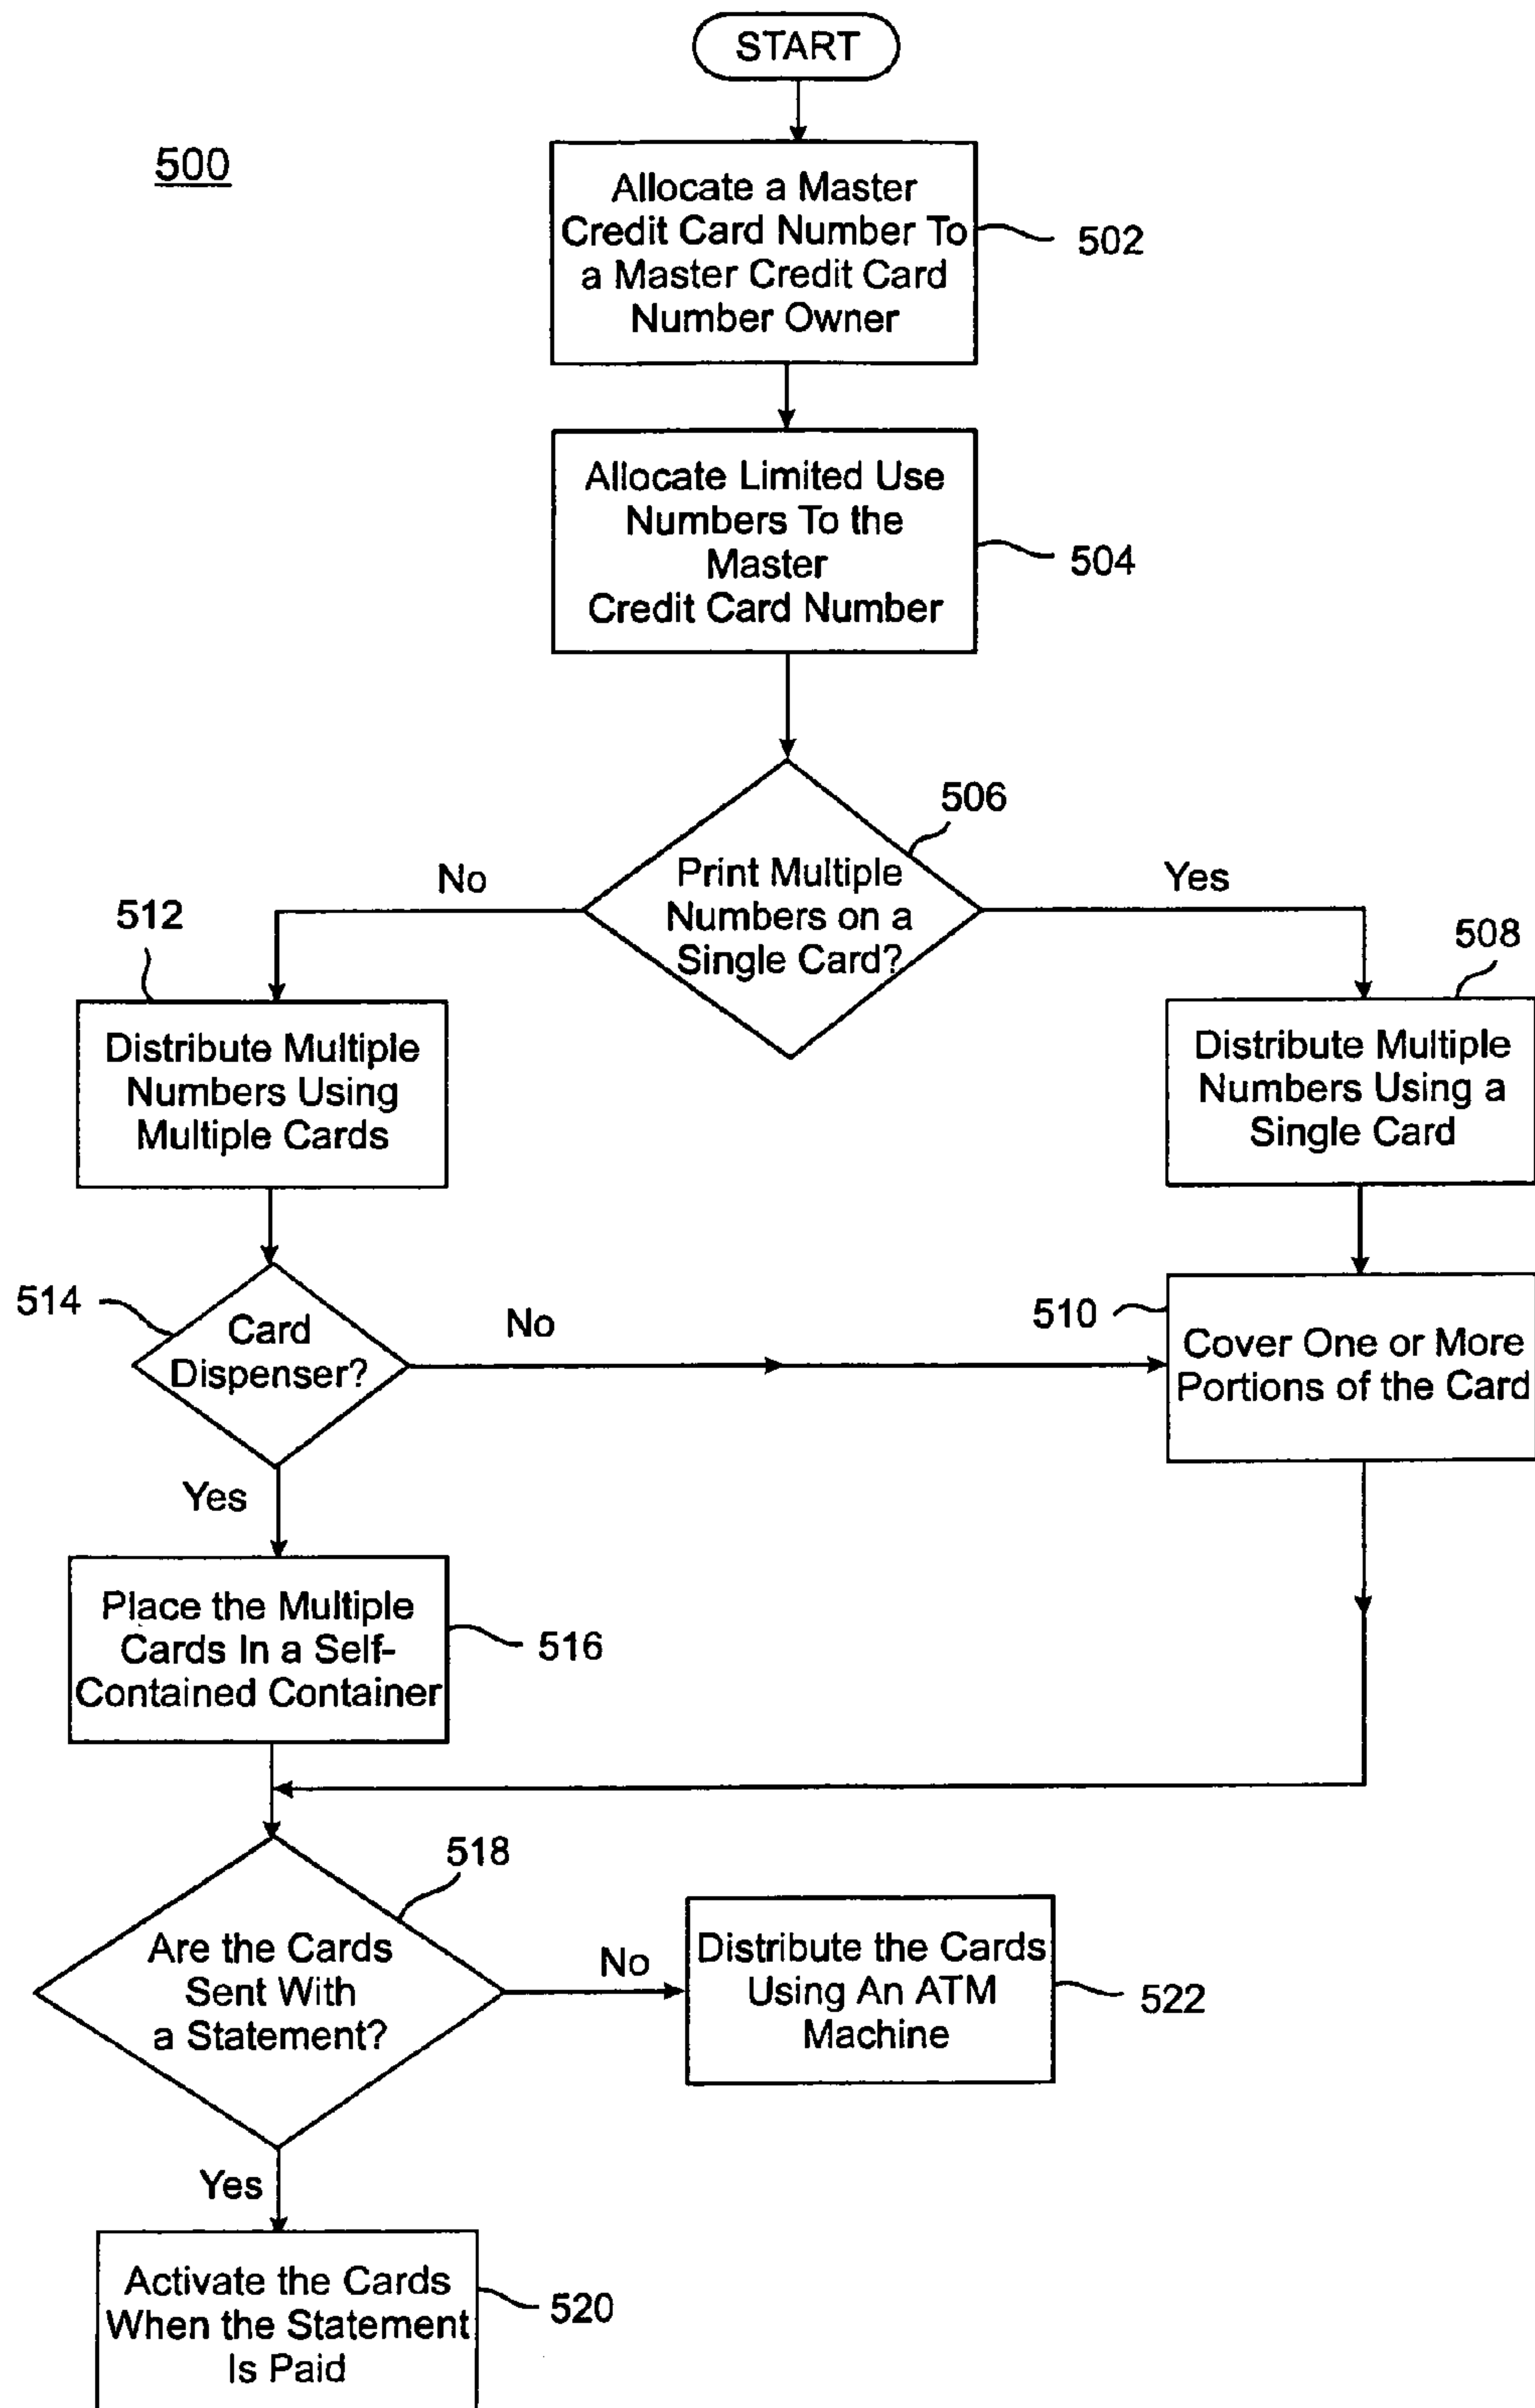 START
500
Allocate a Master
Credit Card Number To
a Master Credit Card
Number Owner
502
Allocate Limited Use
Numbers To the
Master
Credit Card Number
504
506
Print Multiple
Numbers on a
Single Card?
No
Yes
512
508
Distribute Multiple
Numbers Using
Multiple Cards
Distribute Multiple
Numbers Using a
Single Card
514
Card
Dispenser?
No
510
Cover One or More
Portions of the Card
Yes
Place the Multiple
Cards In a Self-
Contained Container
516
518
Are the Cards
Sent With
a Statement?
No
Distribute the Cards
Using An ATM
Machine
522
Yes
Activate the Cards
When the Statement
Is Paid
520